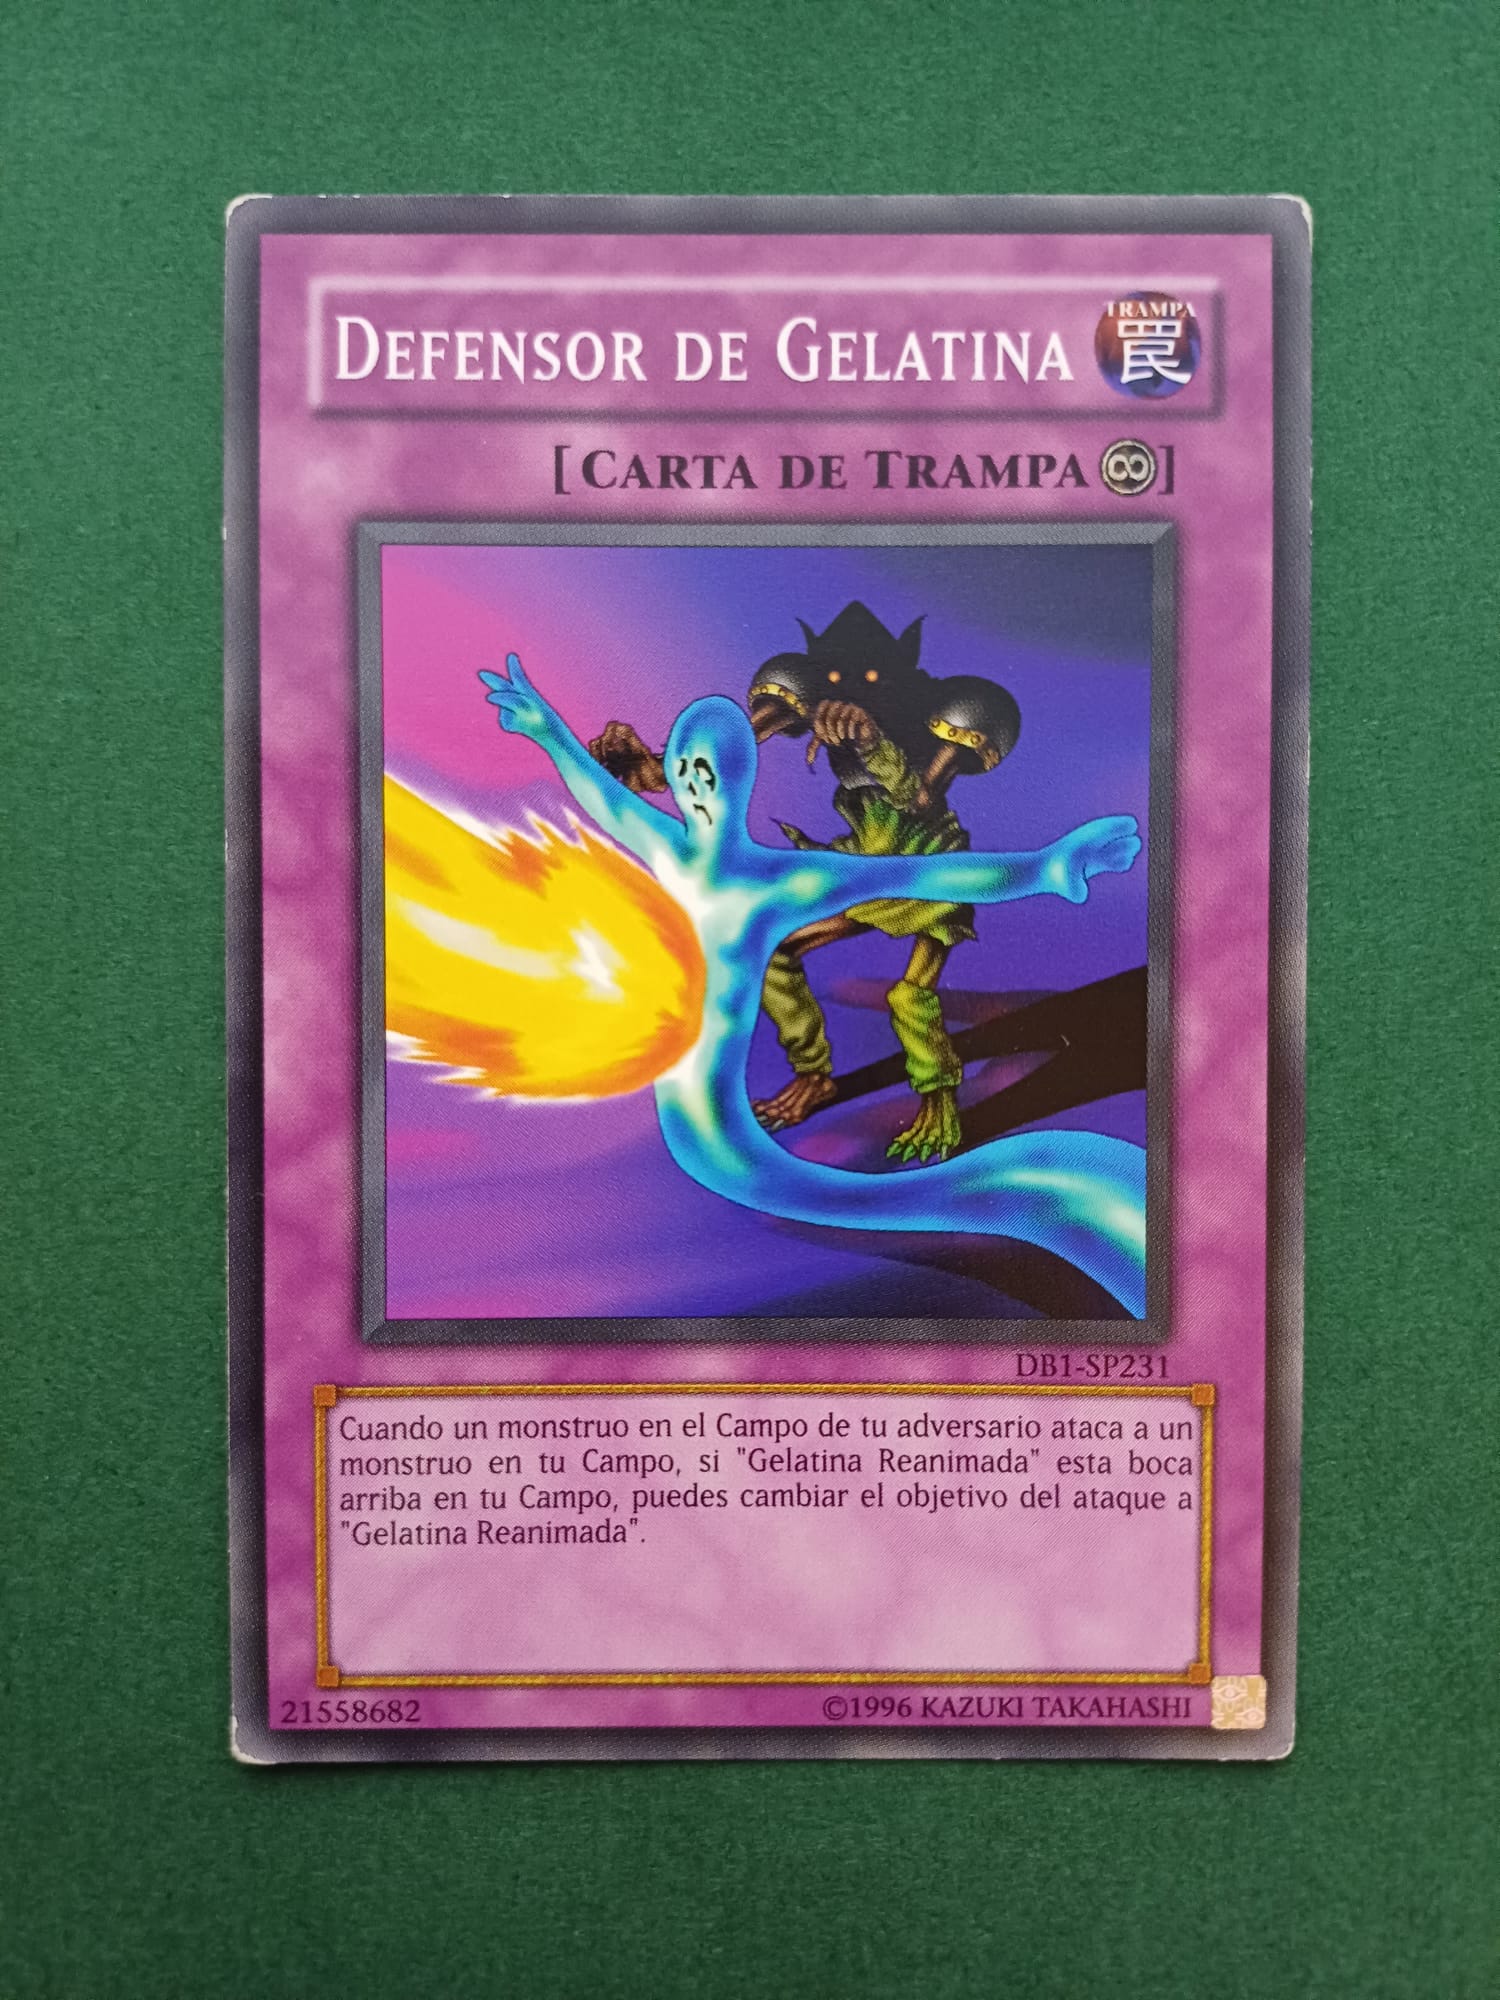 DEFENSOR DE GELATINA
TRAMPA
罠
[CARTA DE TRAMPA ∞]
DB1-SP231
Cuando un monstruo en el Campo de tu adversario ataca a un
monstruo en tu Campo, si "Gelatina Reanimada" esta boca
arriba en tu Campo, puedes cambiar el objetivo del ataque a
"Gelatina Reanimada".
21558682
©1996 KAZUKI TAKAHASHI